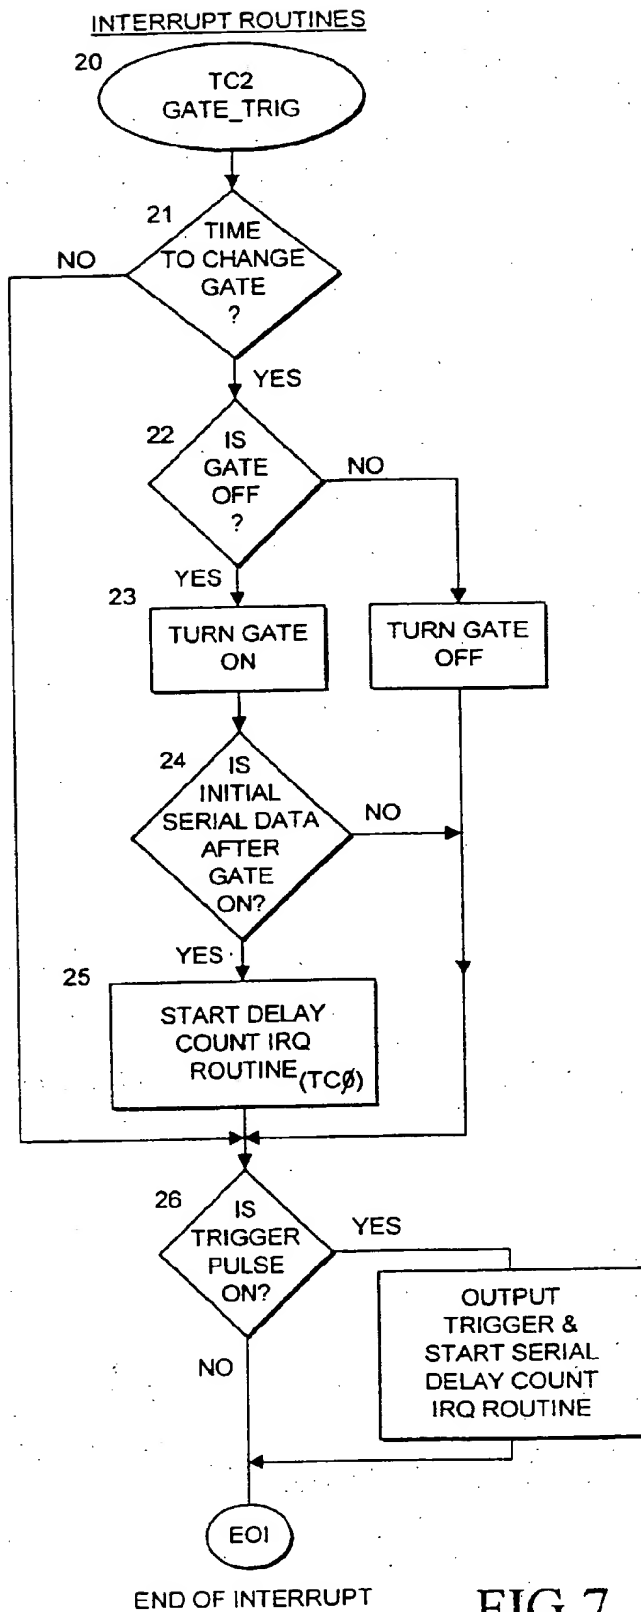 INTERRUPT ROUTINES
20
TC2
GATE_TRIG
21
TIME
TO CHANGE
GATE
?
NO
YES
22
IS
GATE
OFF
?
NO
YES
23
TURN GATE
ON
TURN GATE
OFF
24
IS
INITIAL
SERIAL DATA
AFTER
GATE
ON?
NO
YES
25
START DELAY
COUNT IRQ
ROUTINE (TCØ)
26
IS
TRIGGER
PULSE
ON?
YES
NO
OUTPUT
TRIGGER &
START SERIAL
DELAY COUNT
IRQ ROUTINE
EOI
END OF INTERRUPT
FIG. 7